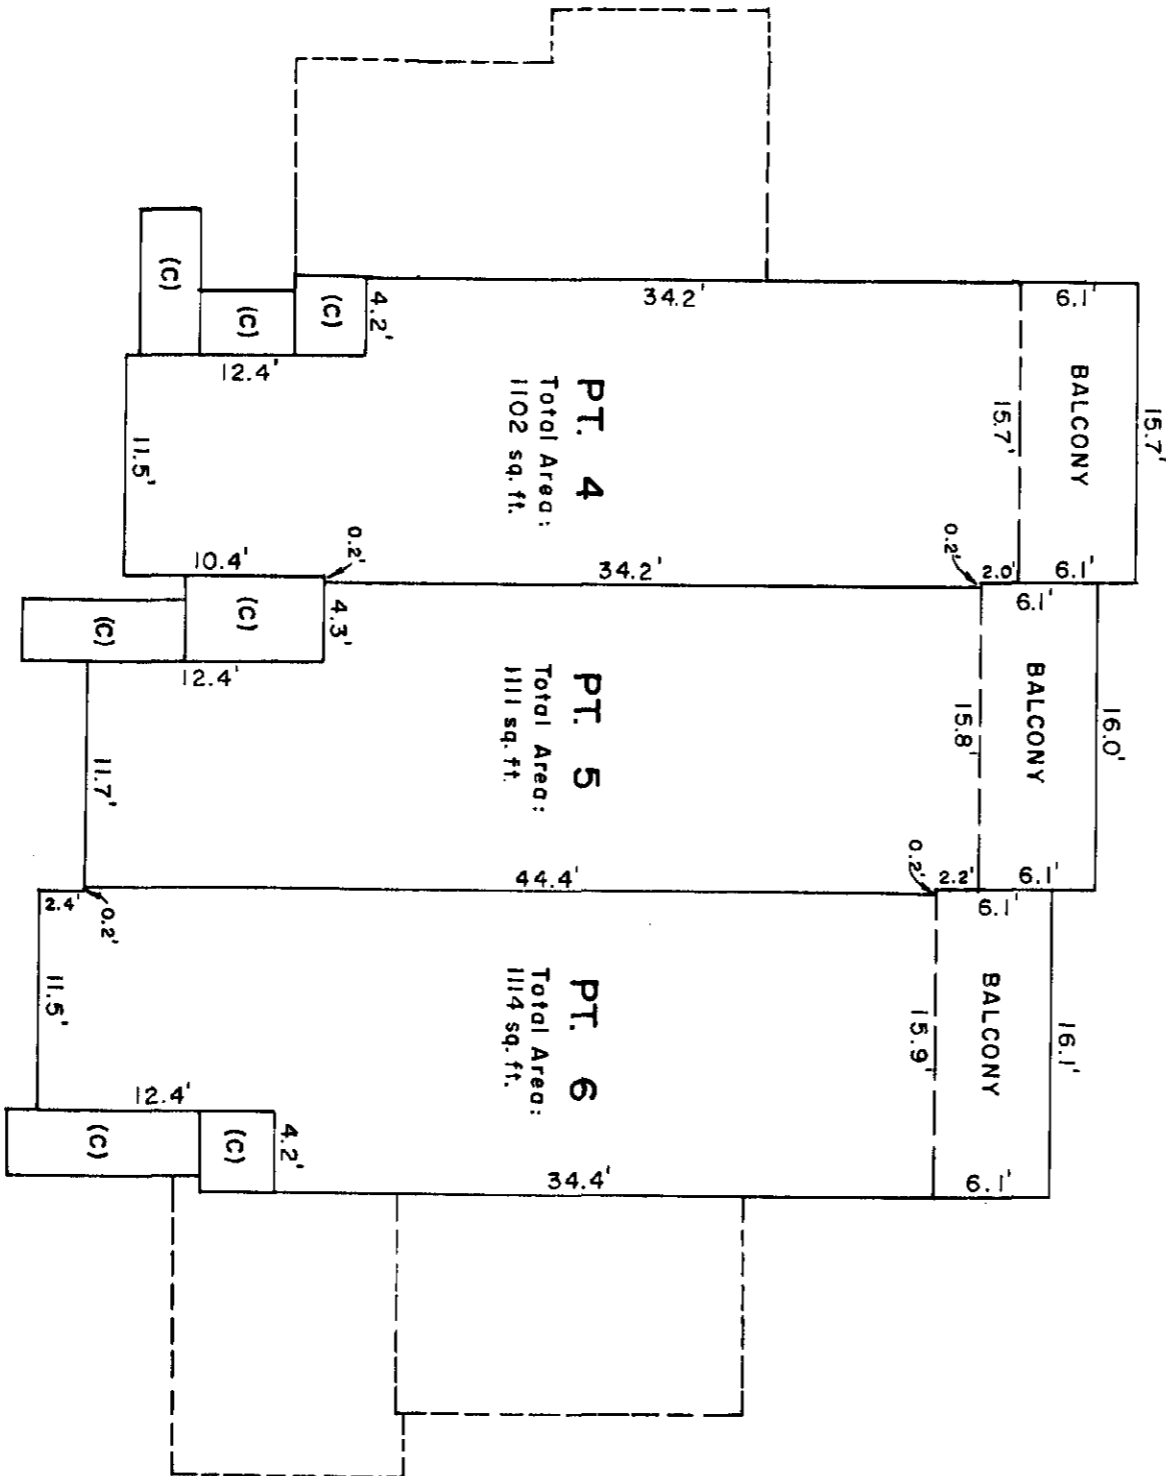 15.7'
6.1'
BALCONY
15.7'
6.1'
34.2'
4.2'
(C)
(C)
(C)
12.4'
PT. 4
Total Area:
1102 sq. ft.
11.5'
10.4'
0.2'
34.2'
0.2'
2.0'
16.0'
6.1'
BALCONY
15.8'
6.1'
4.3'
(C)
(C)
12.4'
PT. 5
Total Area:
1111 sq. ft.
11.7'
44.4'
0.2'
2.2'
2.4'
0.2'
16.1'
6.1'
BALCONY
15.9'
6.1'
PT. 6
Total Area:
1114 sq. ft.
11.5'
12.4'
(C)
(C)
4.2'
34.4'